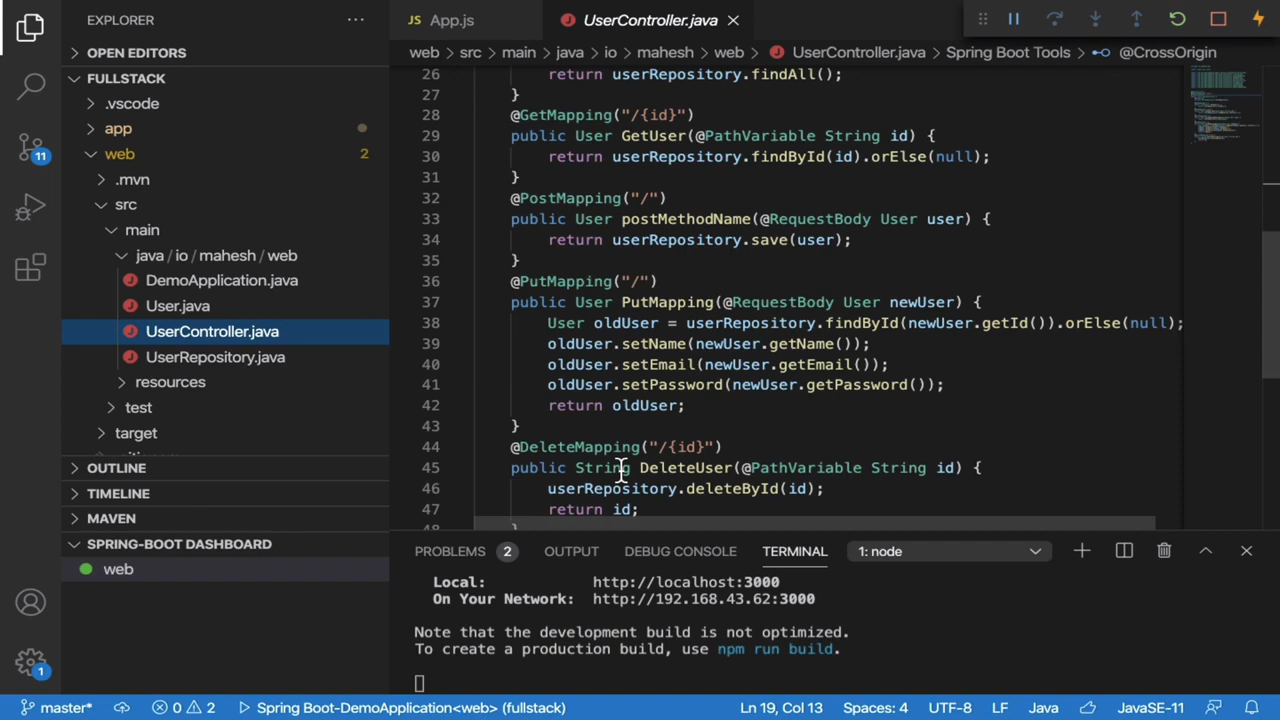 EXPLORER
OPEN EDITORS
FULLSTACK
.vscode
app
web
2
.mvn
src
main
java / io / mahesh / web
DemoApplication.java
User.java
UserController.java
UserRepository.java
resources
test
target
OUTLINE
TIMELINE
MAVEN
SPRING-BOOT DASHBOARD
web
11
1
JS App.js
UserController.java
web > src > main > java > io > mahesh > web > UserController.java > Spring Boot Tools > @CrossOrigin
26 return userRepository.findAll();
27 }
28 @GetMapping("/{id}")
29 public User GetUser(@PathVariable String id) {
30 return userRepository.findById(id).orElse(null);
31 }
32 @PostMapping("/")
33 public User postMethodName(@RequestBody User user) {
34 return userRepository.save(user);
35 }
36 @PutMapping("/")
37 public User PutMapping(@RequestBody User newUser) {
38 User oldUser = userRepository.findById(newUser.getId()).orElse(null);
39 oldUser.setName(newUser.getName());
40 oldUser.setEmail(newUser.getEmail());
41 oldUser.setPassword(newUser.getPassword());
42 return oldUser;
43 }
44 @DeleteMapping("/{id}")
45 public String DeleteUser(@PathVariable String id) {
46 userRepository.deleteById(id);
47 return id;
48 }
PROBLEMS 2 OUTPUT DEBUG CONSOLE TERMINAL 1: node
Local: http://localhost:3000
On Your Network: http://192.168.43.62:3000
Note that the development build is not optimized.
To create a production build, use npm run build.
master* 0 2 Spring Boot-DemoApplication<web> (fullstack) Ln 19, Col 13 Spaces: 4 UTF-8 LF Java JavaSE-11